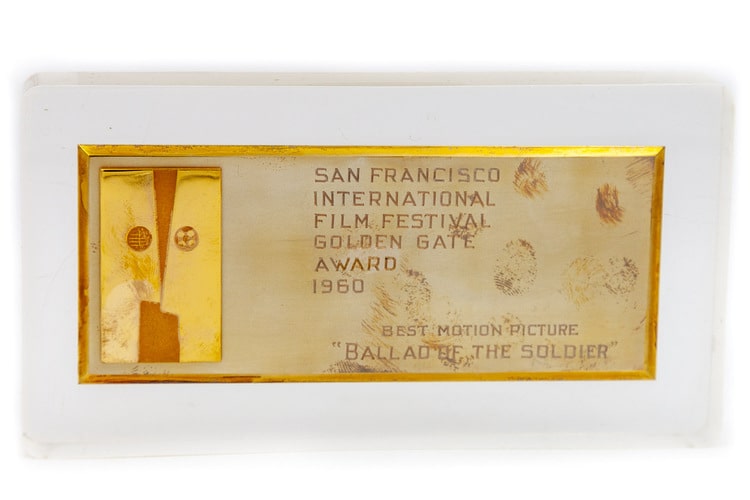 SAN FRANCISCO
INTERNATIONAL
FILM FESTIVAL
GOLDEN GATE
AWARD
1960
BEST MOTION PICTURE
"BALLAD OF THE SOLDIER"